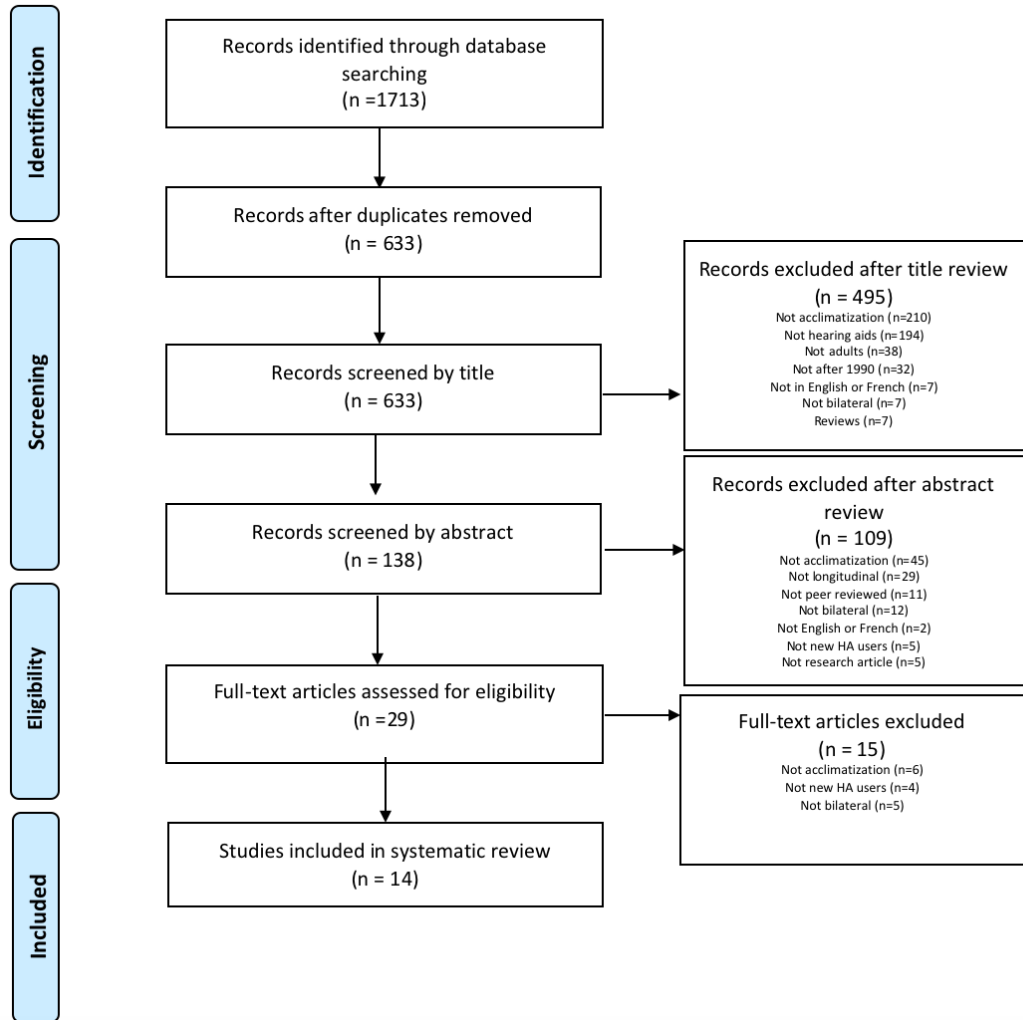 Identification
Records identified through database
searching
(n =1713)
Records after duplicates removed
(n = 633)
Screening
Records screened by title
(n = 633)
Records excluded after title review
(n = 495)
Not acclimatization (n=210)
Not hearing aids (n=194)
Not adults (n=38)
Not after 1990 (n=32)
Not in English or French (n=7)
Not bilateral (n=7)
Reviews (n=7)
Records screened by abstract
(n = 138)
Records excluded after abstract
review
(n = 109)
Not acclimatization (n=45)
Not longitudinal (n=29)
Not peer reviewed (n=11)
Not bilateral (n=12)
Not English or French (n=2)
Not new HA users (n=5)
Not research article (n=5)
Eligibility
Full-text articles assessed for eligibility
(n =29)
Full-text articles excluded
(n = 15)
Not acclimatization (n=6)
Not new HA users (n=4)
Not bilateral (n=5)
Included
Studies included in systematic review
(n = 14)